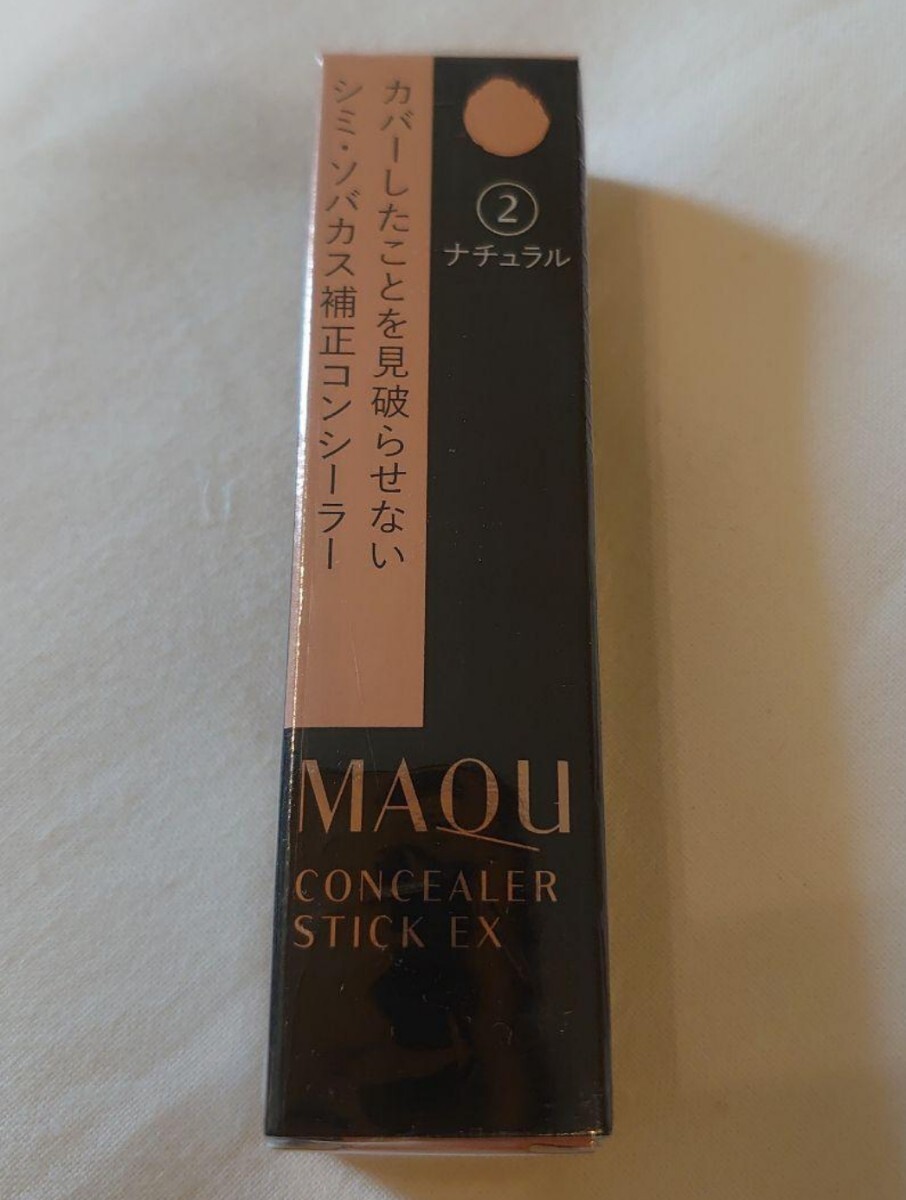 カバーしたことを見破らせない
シミ・ソバカス補正コンシーラー
②
ナチュラル
MAQU
CONCEALER
STICK EX